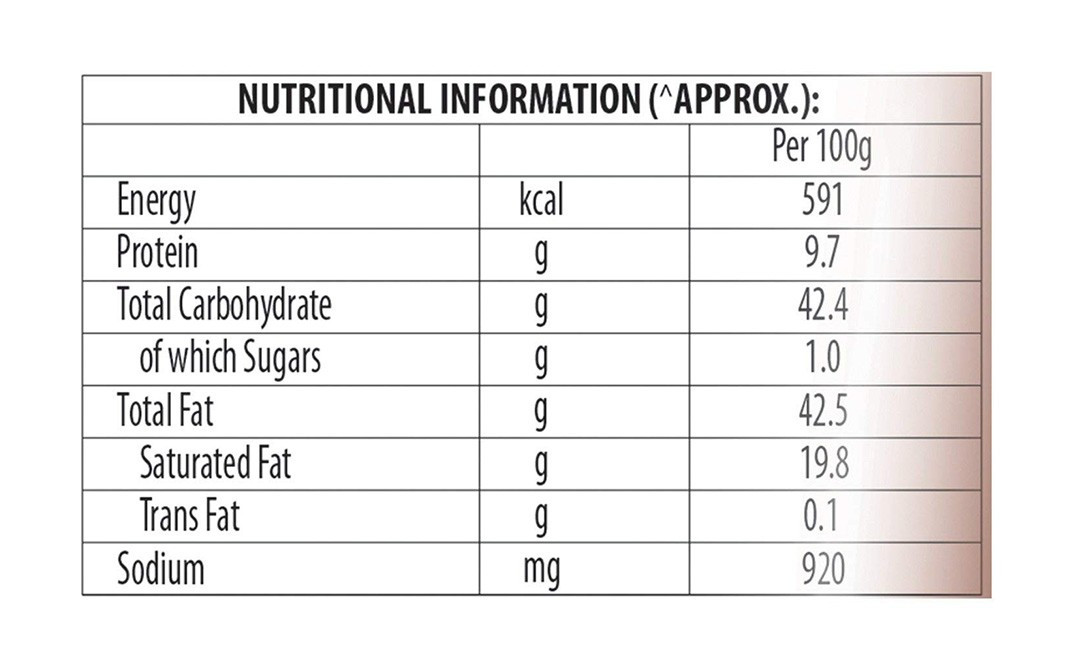 NUTRITIONAL INFORMATION (^APPROX.):
Per 100g
Energy kcal 591
Protein g 9.7
Total Carbohydrate g 42.4
of which Sugars g 1.0
Total Fat g 42.5
Saturated Fat g 19.8
Trans Fat g 0.1
Sodium mg 920